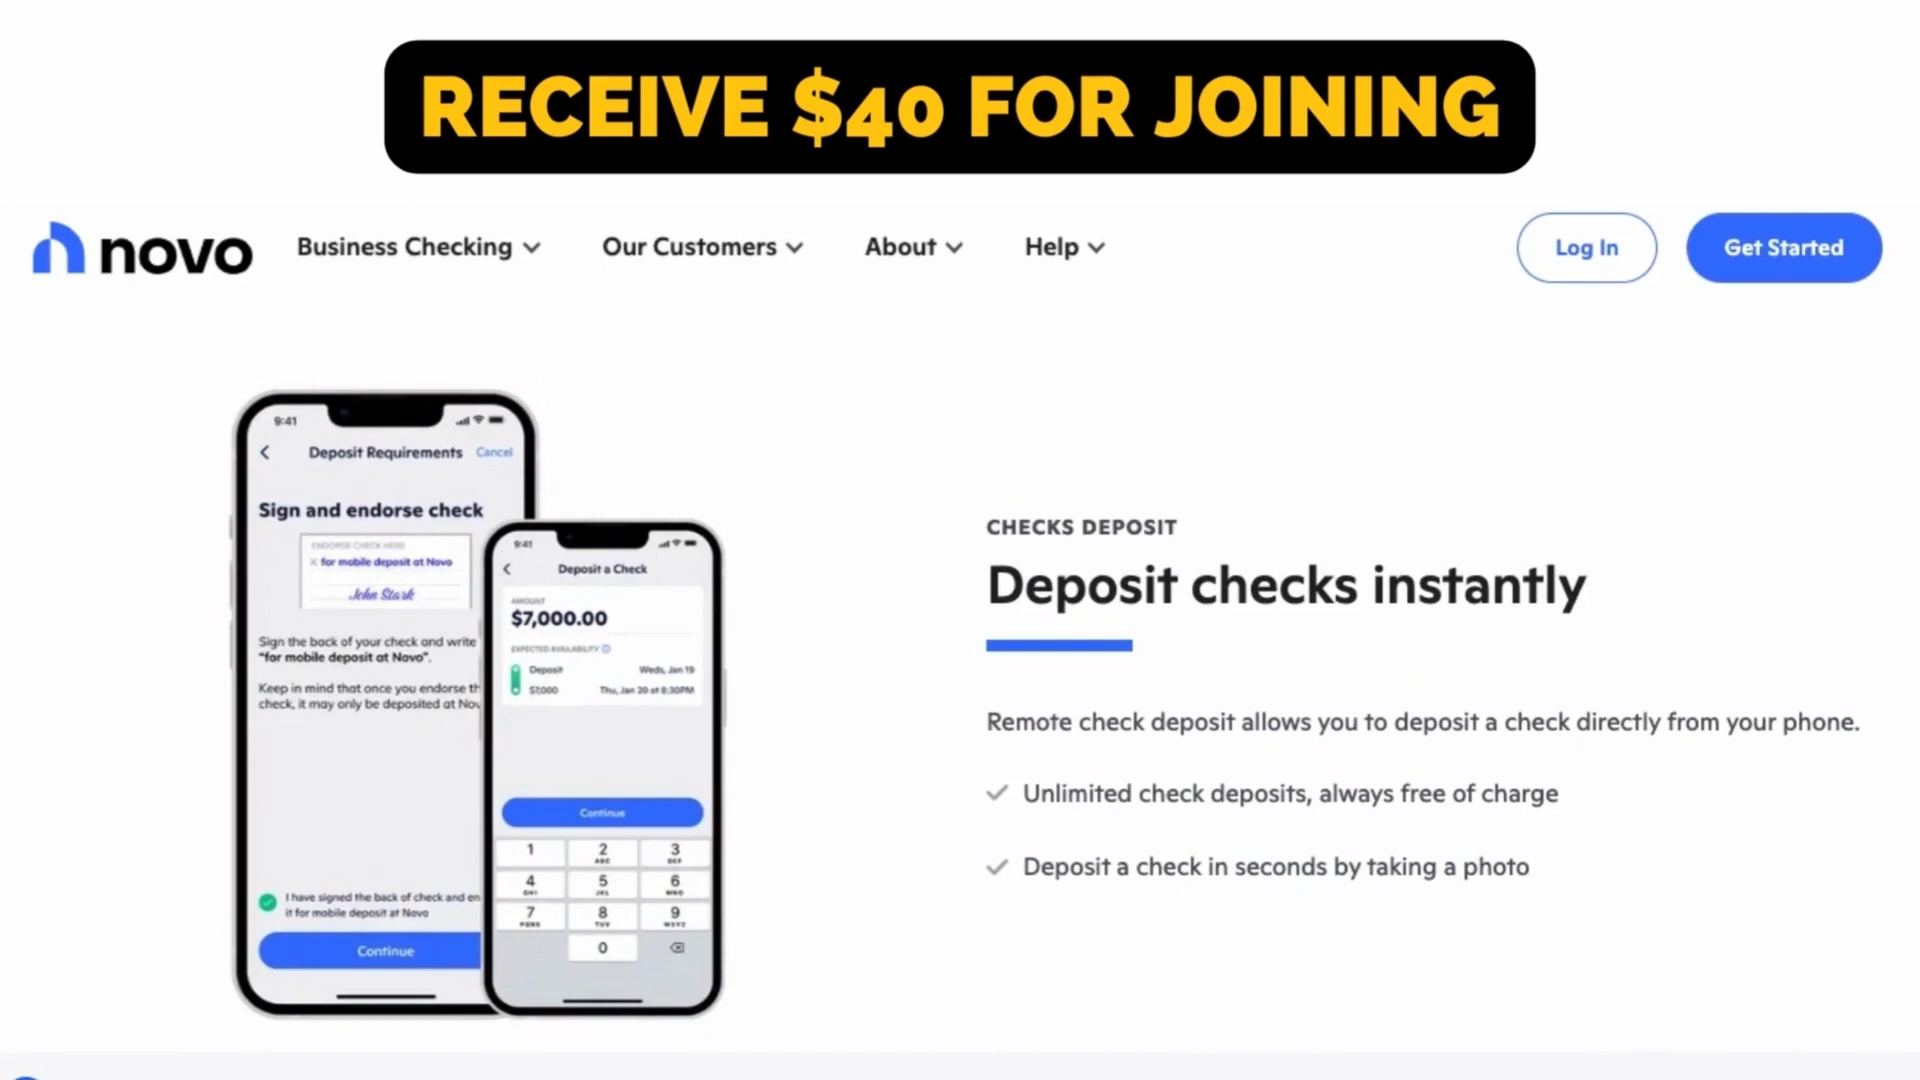 RECEIVE $40 FOR JOINING
novo
Business Checking
Our Customers
About
Help
Log In
Get Started
9:41
Deposit Requirements
Cancel
Sign and endorse check
ENDORSE CHECK HERE
× for mobile deposit at Novo
John Stark
Sign the back of your check and write
"for mobile deposit at Novo".
Keep in mind that once you endorse th
check, it may only be deposited at Nov
I have signed the back of check and en
it for mobile deposit at Novo
Continue
9:41
Deposit a Check
AMOUNT
$7,000.00
EXPECTED AVAILABILITY
Deposit
Weds, Jan 19
$7,000
Thu, Jan 20 at 8:30PM
Continue
1
2 ABC
3 DEF
4 GHI
5 JKL
6 MNO
7 PQRS
8 TUV
9 WXYZ
0
CHECKS DEPOSIT
Deposit checks instantly
Remote check deposit allows you to deposit a check directly from your phone.
Unlimited check deposits, always free of charge
Deposit a check in seconds by taking a photo